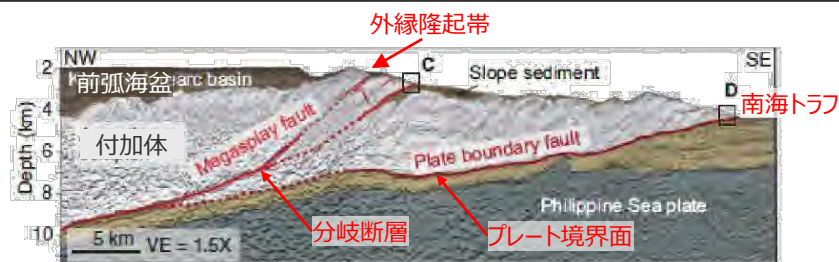 外縁隆起帯
NW
SE
C
Slope sediment
D
南海トラフ
前弧海盆
arc basin
付加体
Megasplay fault
Plate boundary fault
Philippine Sea plate
分岐断層
プレート境界面
Depth (km)
2
4
6
8
10
5 km VE = 1.5X